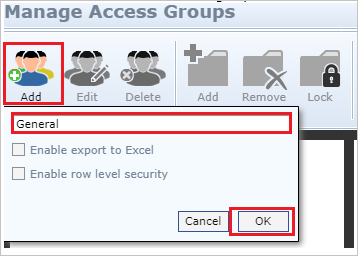 Manage Access Groups
Add Edit Delete Add Remove Lock
General
Enable export to Excel
Enable row level security
Cancel OK